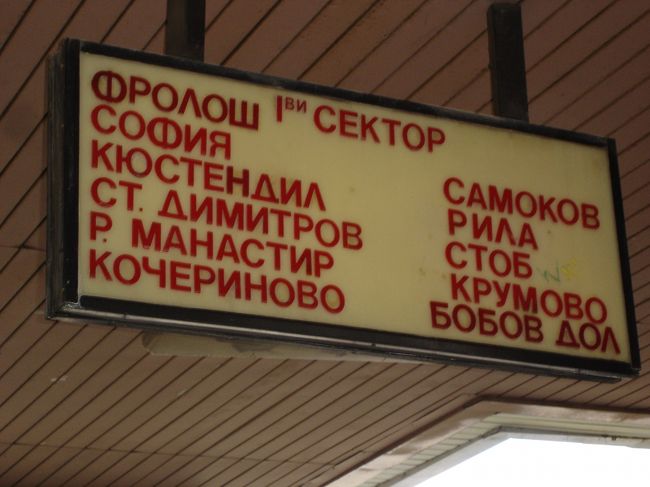 ФРОЛОШ Iви СЕКТОР
СОФИЯ
КЮСТЕНДИЛ
СТ. ДИМИТРОВ
Р. МАНАСТИР
КОЧЕРИНОВО
САМОКОВ
РИЛА
СТОБ
КРУМОВО
БОБОВ ДОЛ